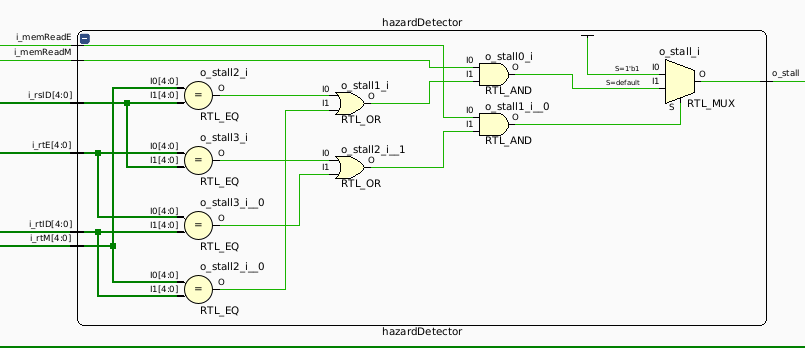 hazardDetector
i_memReadE
i_memReadM
i_rsID[4:0]
i_rtE[4:0]
i_rtID[4:0]
i_rtM[4:0]
o_stall2_i
I0[4:0]
I1[4:0]
O
=
RTL_EQ
o_stall3_i
I0[4:0]
I1[4:0]
O
=
RTL_EQ
o_stall3_i__0
I0[4:0]
I1[4:0]
O
=
RTL_EQ
o_stall2_i__0
I0[4:0]
I1[4:0]
O
=
RTL_EQ
o_stall1_i
I0
I1
O
RTL_OR
o_stall2_i__1
I0
I1
O
RTL_OR
o_stall0_i
I0
I1
O
RTL_AND
o_stall1_i__0
I0
I1
O
RTL_AND
o_stall_i
S=1'b1
I0
S=default
I1
O
S
RTL_MUX
o_stall
hazardDetector